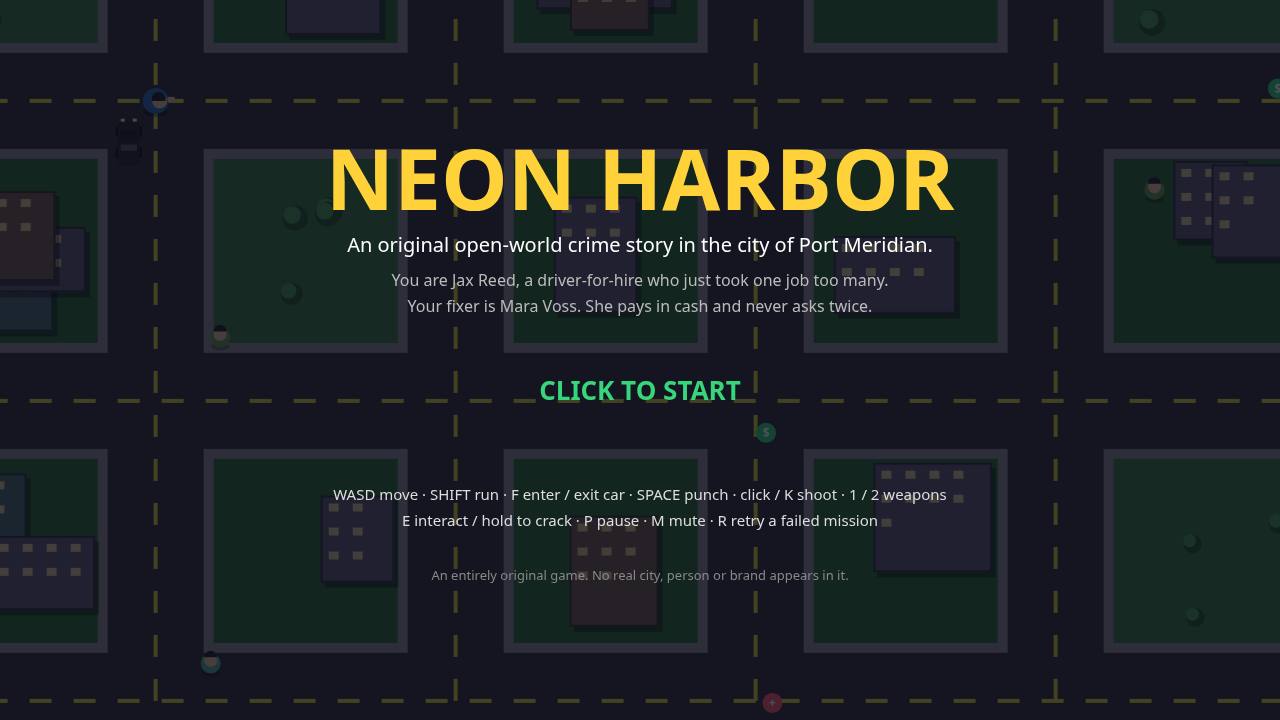 NEON HARBOR
An original open-world crime story in the city of Port Meridian.
You are Jax Reed, a driver-for-hire who just took one job too many.
Your fixer is Mara Voss. She pays in cash and never asks twice.
CLICK TO START
$
WASD move · SHIFT run · F enter / exit car · SPACE punch · click / K shoot · 1 / 2 weapons
E interact / hold to crack · P pause · M mute · R retry a failed mission
An entirely original game. No real city, person or brand appears in it.
+